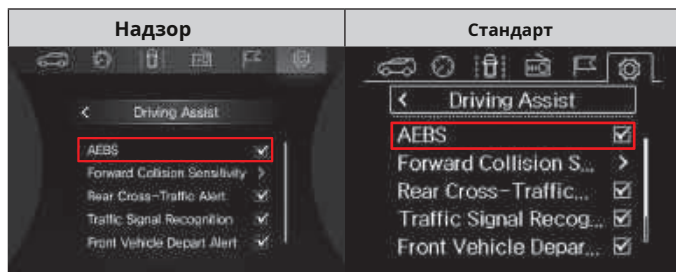 Надзор
Стандарт
Driving Assist
AEBS
Forward Collision Sensitivity
Rear Cross-Traffic Alert
Traffic Signal Recognition
Front Vehicle Depart Alert
Driving Assist
AEBS
Forward Collision S...
Rear Cross-Traffic...
Traffic Signal Recog...
Front Vehicle Depar...